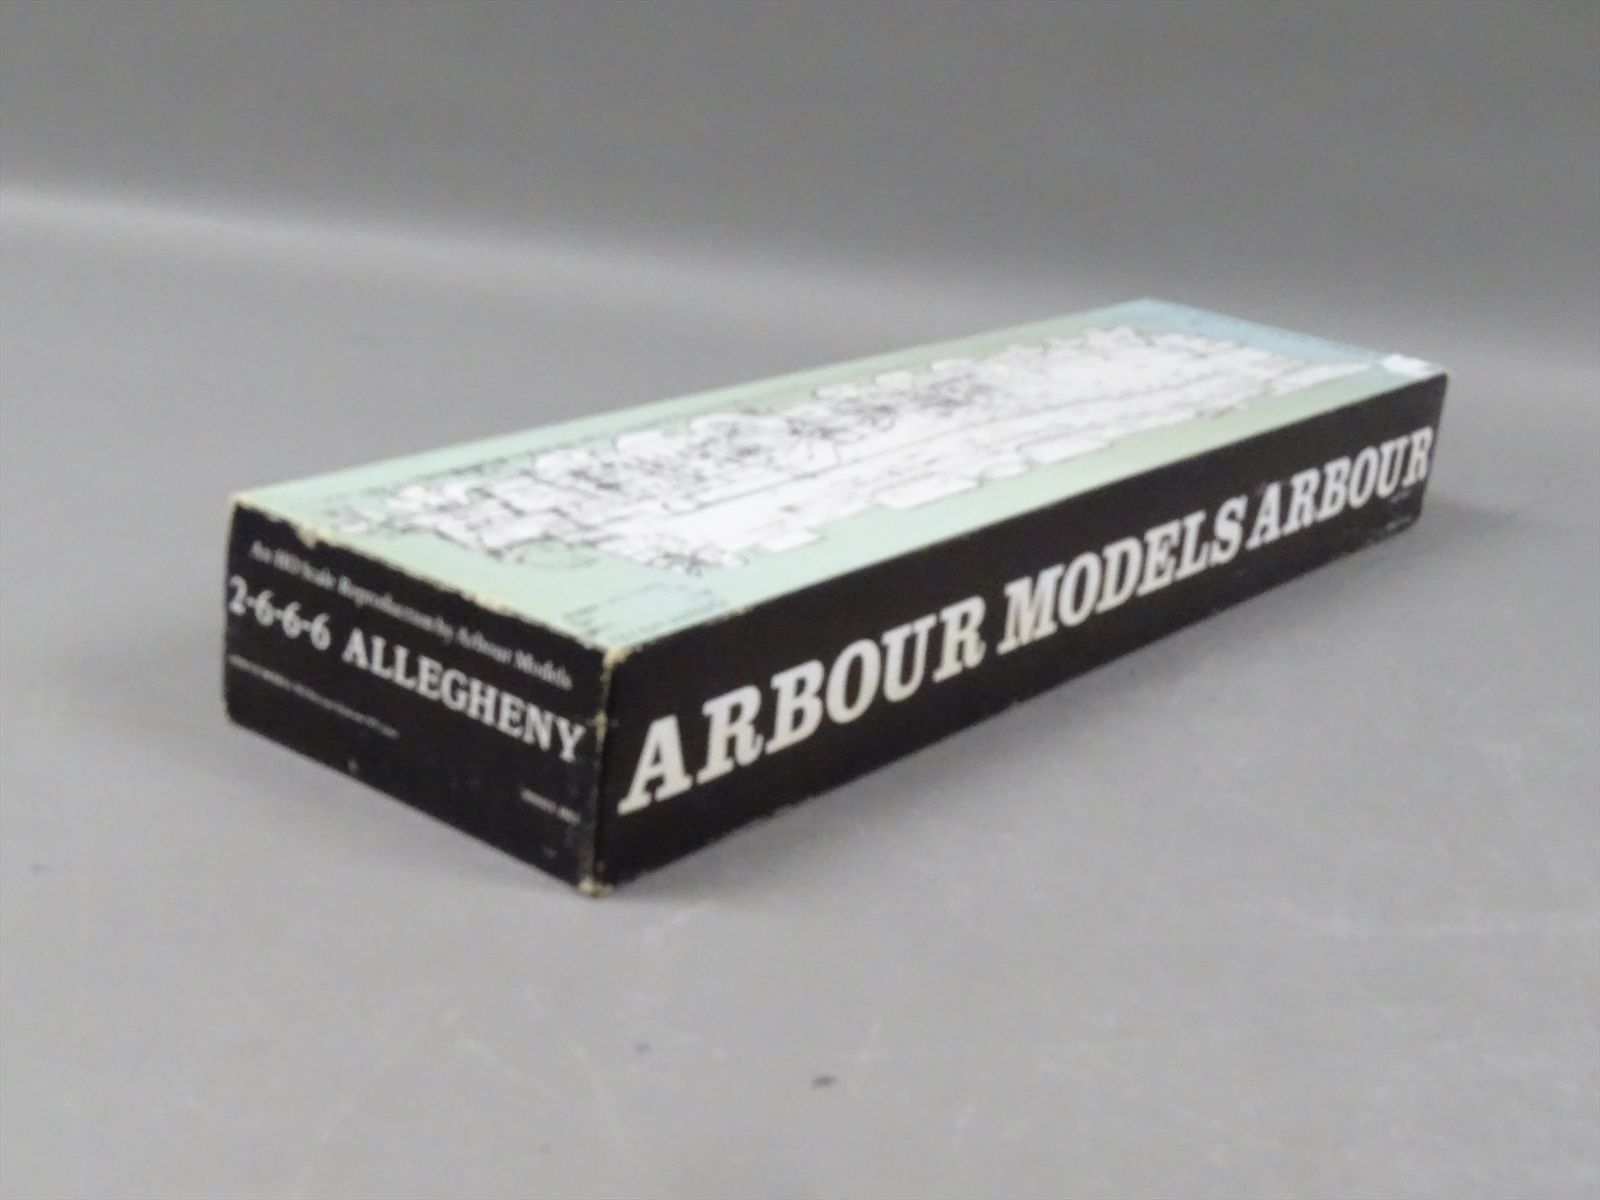 An HO Scale Reproduction by Arbour Models
2-6-6-6 ALLEGHENY
ARBOUR MODELS ARBOUR